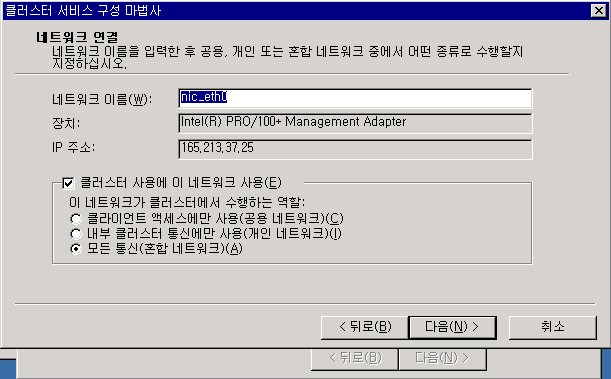 클러스터 서비스 구성 마법사
네트워크 연결
네트워크 이름을 입력한 후 공용, 개인 또는 혼합 네트워크 중에서 어떤 종류로 수행할지
지정하십시오.
네트워크 이름(W): nic_eth0
장치: Intel(R) PRO/100+ Management Adapter
IP 주소: 165,213,37,25
클러스터 사용에 이 네트워크 사용(E)
이 네트워크가 클러스터에서 수행하는 역할:
클라이언트 액세스에만 사용(공용 네트워크)(C)
내부 클러스터 통신에만 사용(개인 네트워크)(I)
모든 통신(혼합 네트워크)(A)
< 뒤로(B) 다음(N) > 취소
< 뒤로(B) 다음(N) >